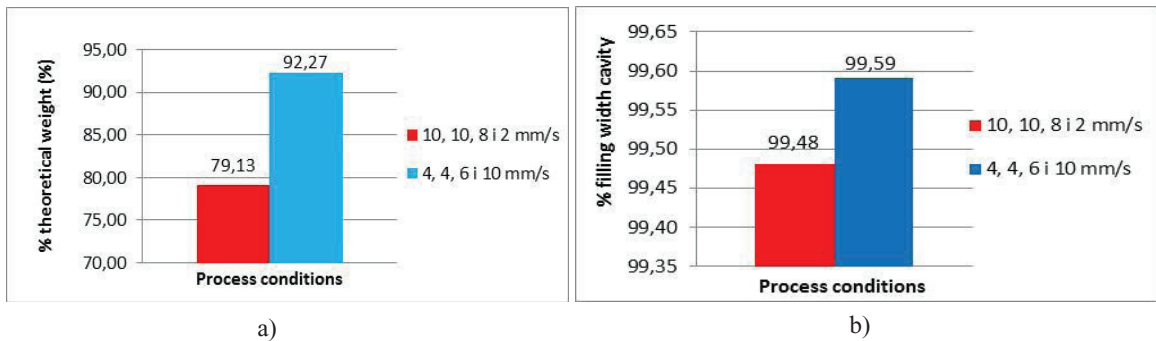 % theoretical weight (%)
95,00
90,00
85,00
80,00
75,00
70,00
79,13
92,27
Process conditions
10, 10, 8 i 2 mm/s
4, 4, 6 i 10 mm/s
a)
% filling width cavity
99,65
99,60
99,55
99,50
99,45
99,40
99,35
99,48
99,59
Process conditions
10, 10, 8 i 2 mm/s
4, 4, 6 i 10 mm/s
b)